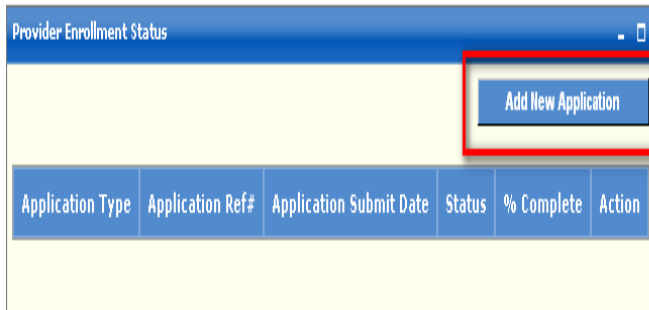 Provider Enrollment Status
Add New Application
Application Type Application Ref# Application Submit Date Status % Complete Action